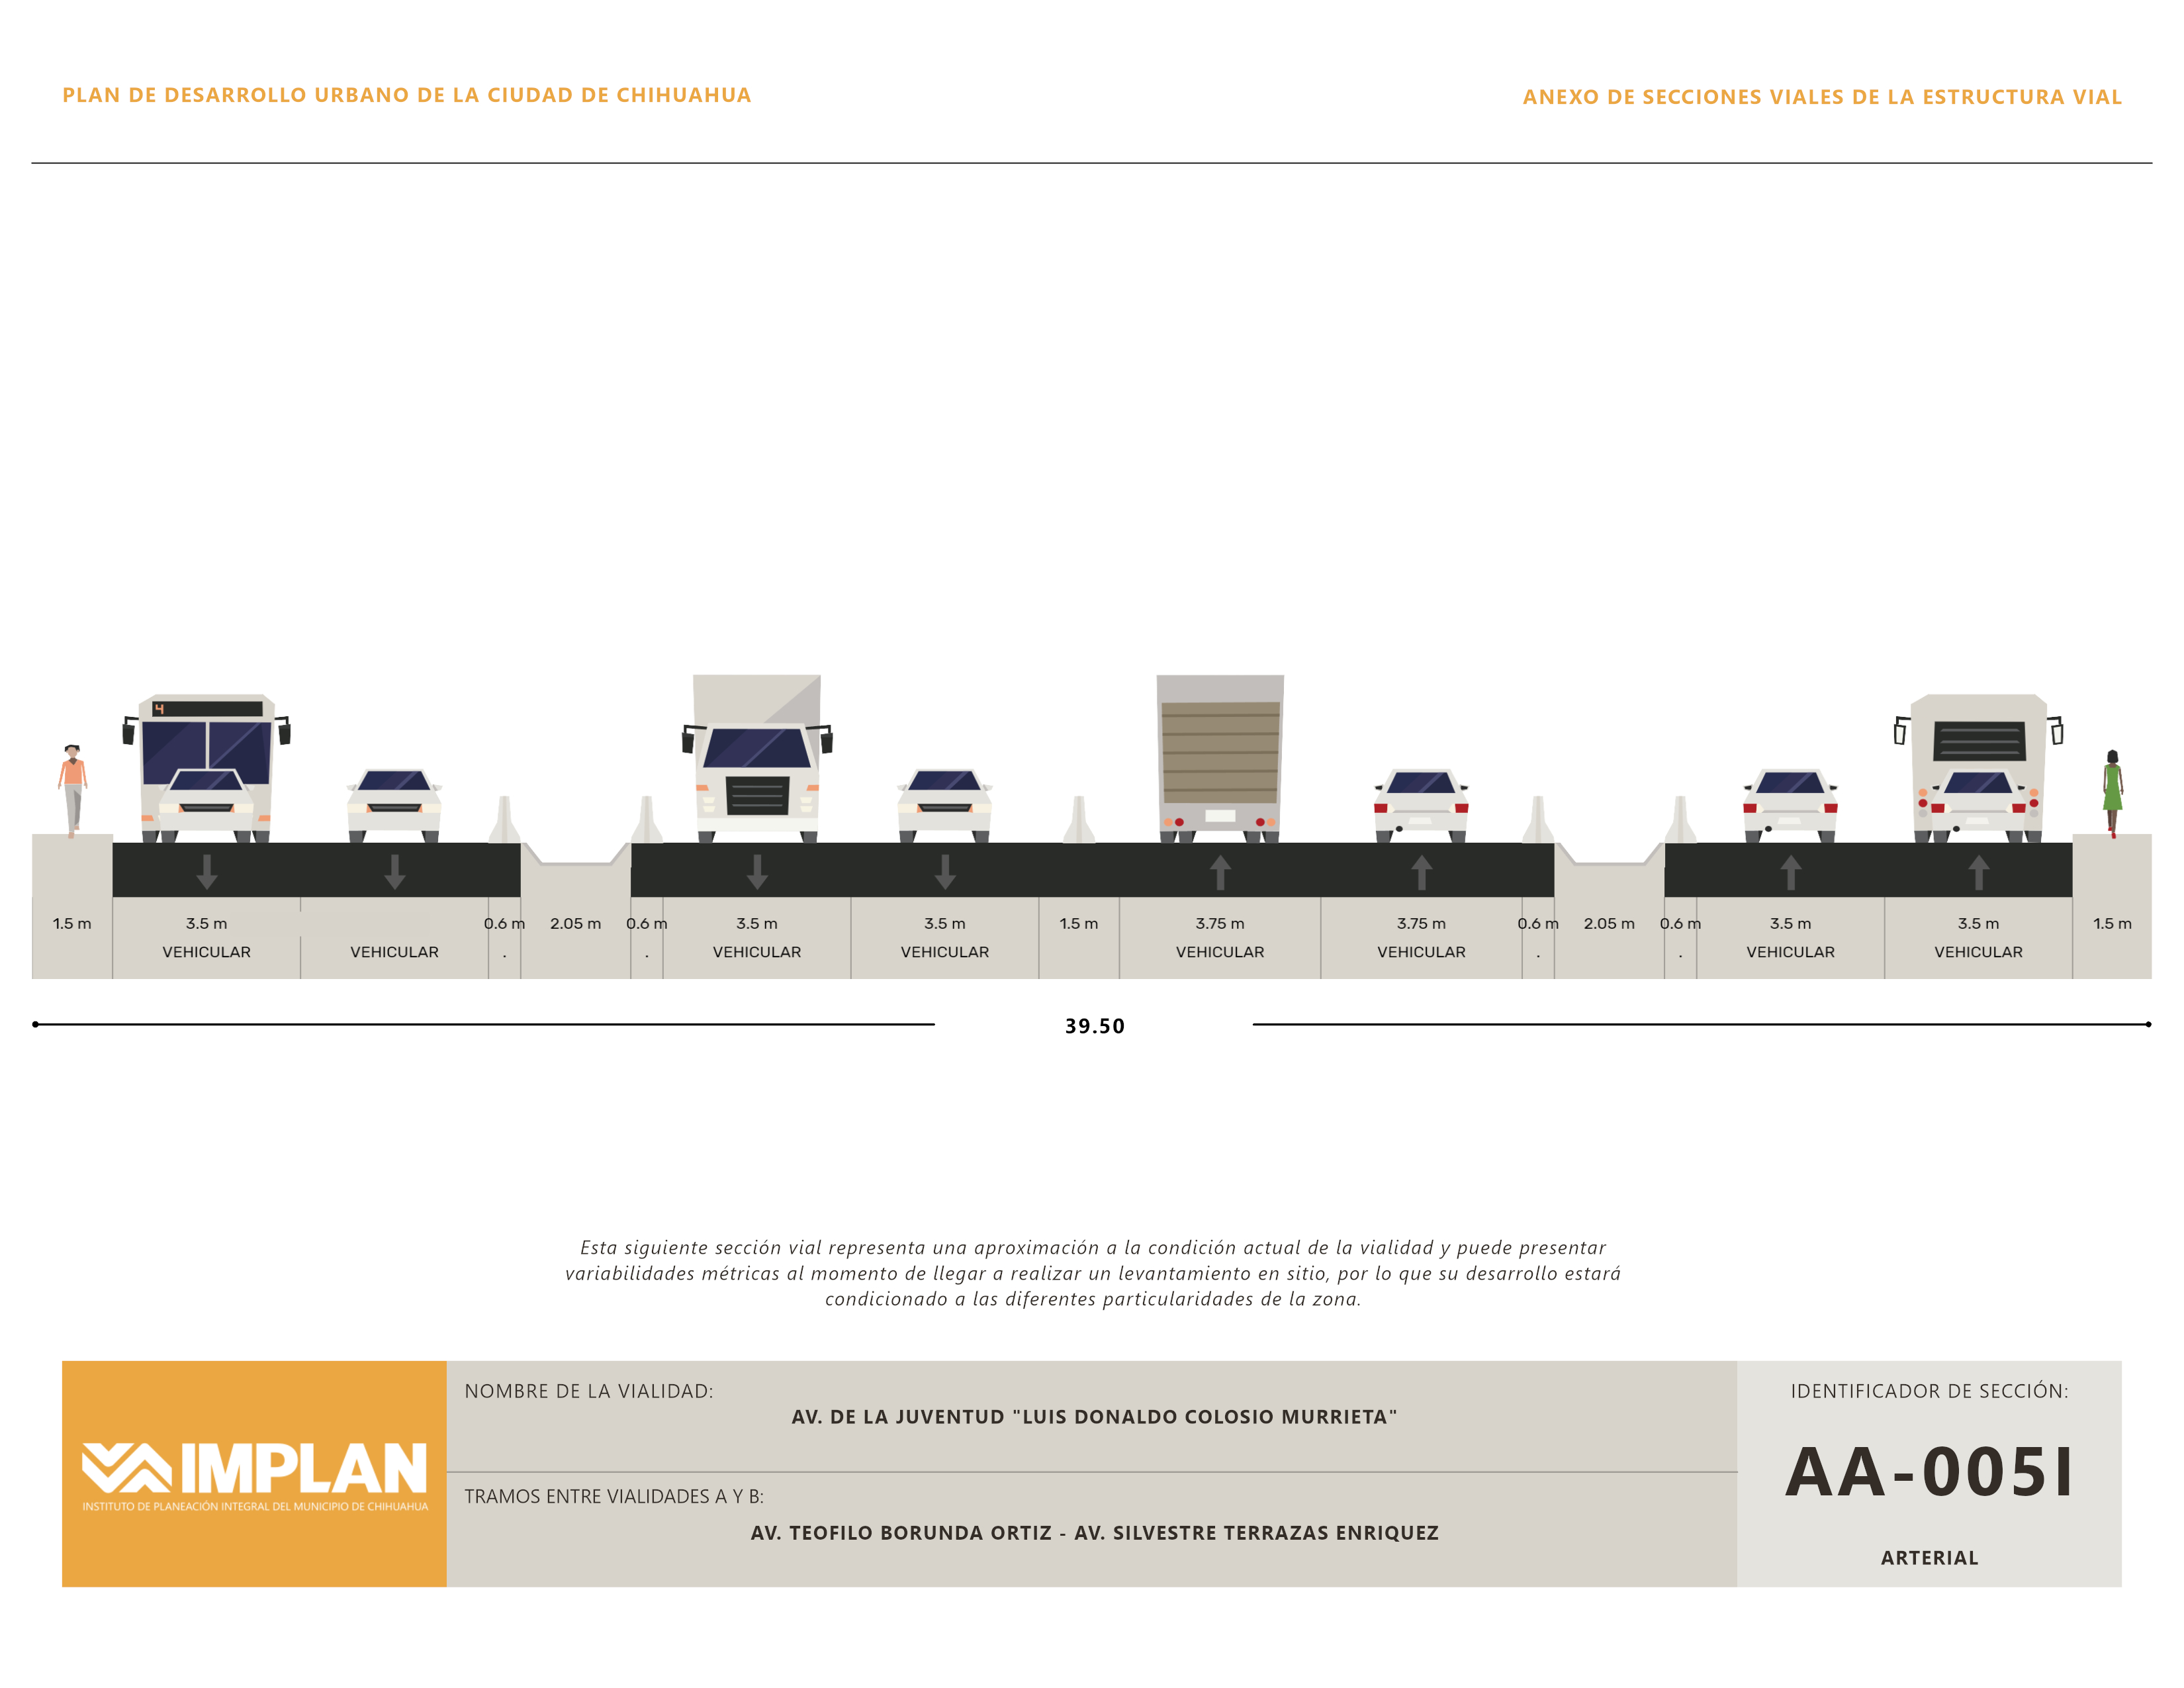 PLAN DE DESARROLLO URBANO DE LA CIUDAD DE CHIHUAHUA
ANEXO DE SECCIONES VIALES DE LA ESTRUCTURA VIAL
4
1.5 m 3.5 m 0.6 m 2.05 m 0.6 m 3.5 m 3.5 m 1.5 m 3.75 m 3.75 m 0.6 m 2.05 m 0.6 m 3.5 m 3.5 m 1.5 m
VEHICULAR VEHICULAR . . VEHICULAR VEHICULAR VEHICULAR VEHICULAR . . VEHICULAR VEHICULAR
39.50
Esta siguiente sección vial representa una aproximación a la condición actual de la vialidad y puede presentar
variabilidades métricas al momento de llegar a realizar un levantamiento en sitio, por lo que su desarrollo estará
condicionado a las diferentes particularidades de la zona.
IMPLAN
INSTITUTO DE PLANEACIÓN INTEGRAL DEL MUNICIPIO DE CHIHUAHUA
NOMBRE DE LA VIALIDAD:
AV. DE LA JUVENTUD "LUIS DONALDO COLOSIO MURRIETA"
TRAMOS ENTRE VIALIDADES A Y B:
AV. TEOFILO BORUNDA ORTIZ - AV. SILVESTRE TERRAZAS ENRIQUEZ
IDENTIFICADOR DE SECCIÓN:
AA-005I
ARTERIAL